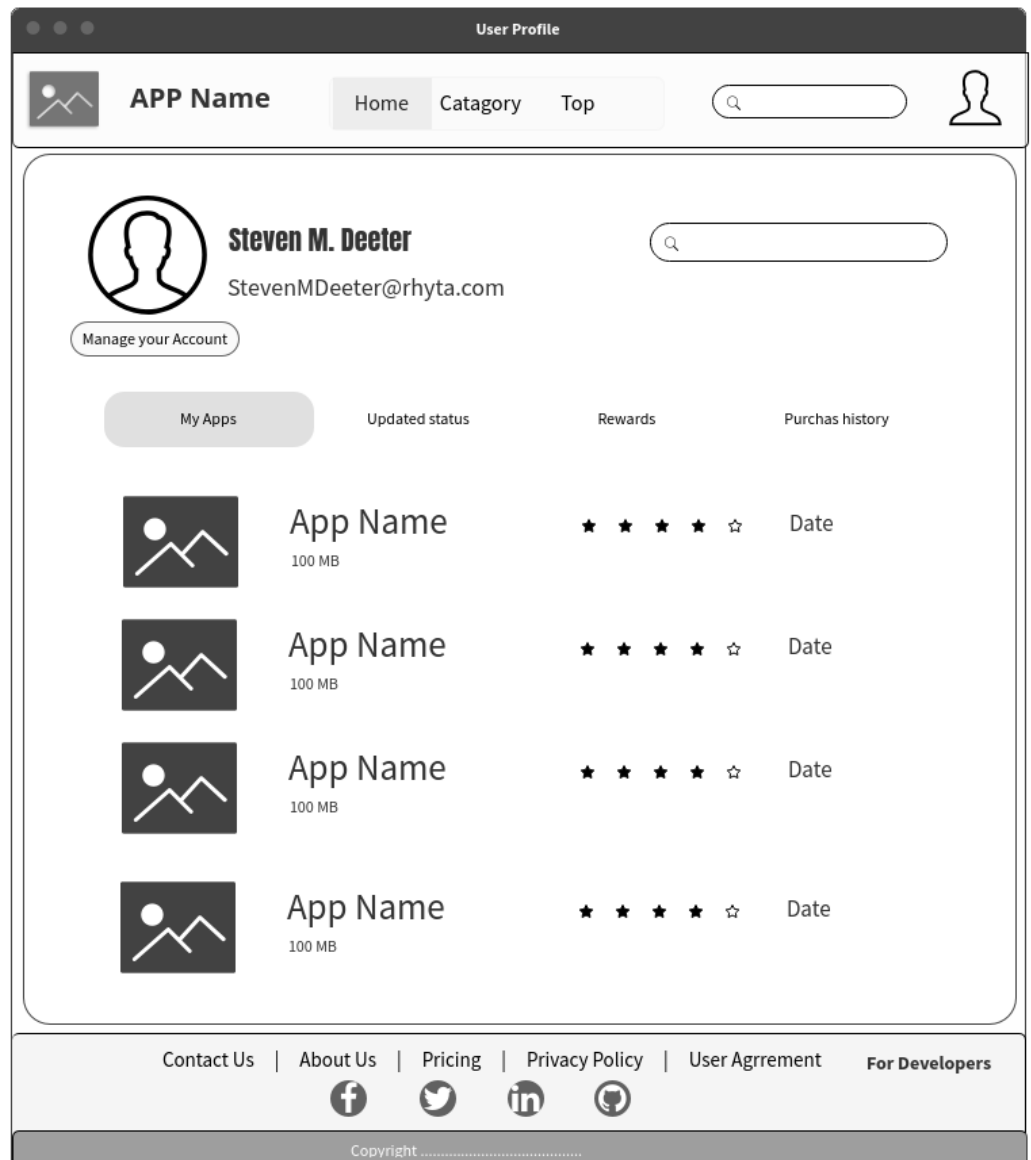 User Profile
APP Name
Home Catagory Top
Steven M. Deeter
StevenMDeeter@rhyta.com
Manage your Account
My Apps Updated status Rewards Purchas history
App Name
100 MB
Date
App Name
100 MB
Date
App Name
100 MB
Date
App Name
100 MB
Date
Contact Us | About Us | Pricing | Privacy Policy | User Agrrement
For Developers
Copyright ........................................